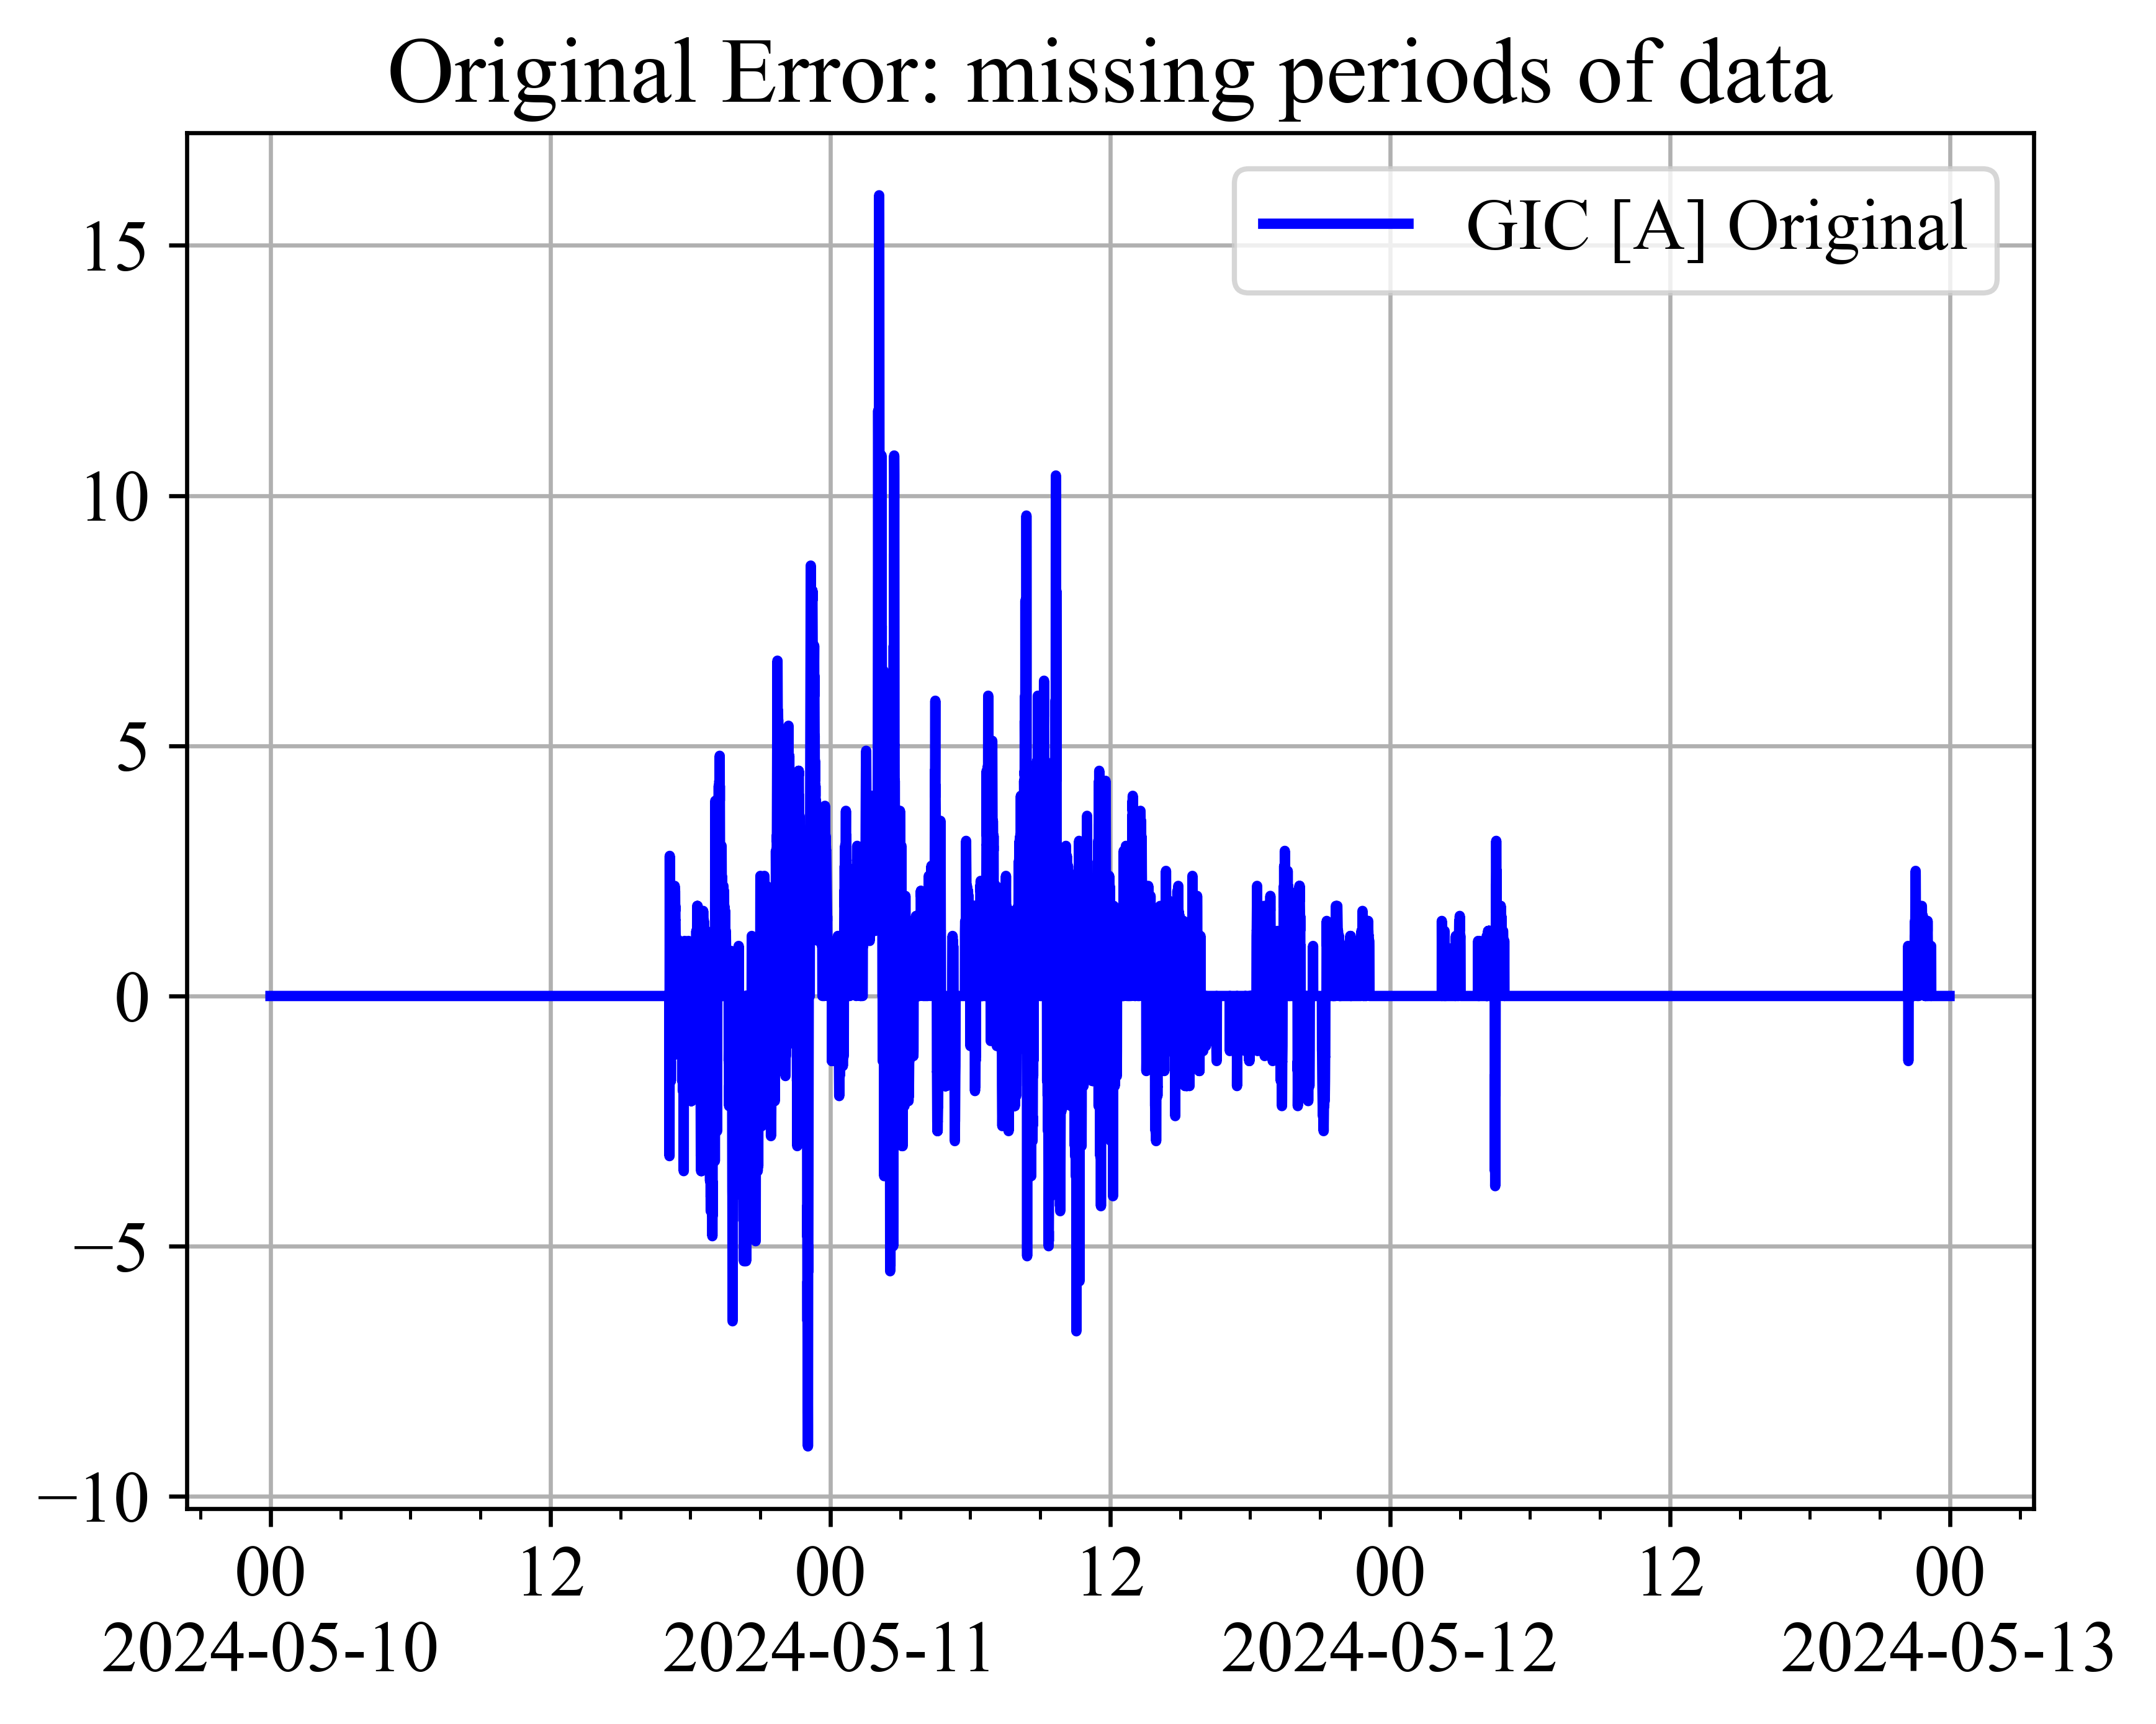 Original Error: missing periods of data
GIC [A] Original
15
10
5
0
−5
−10
00 12 00 12 00 12 00
2024-05-10 2024-05-11 2024-05-12 2024-05-13